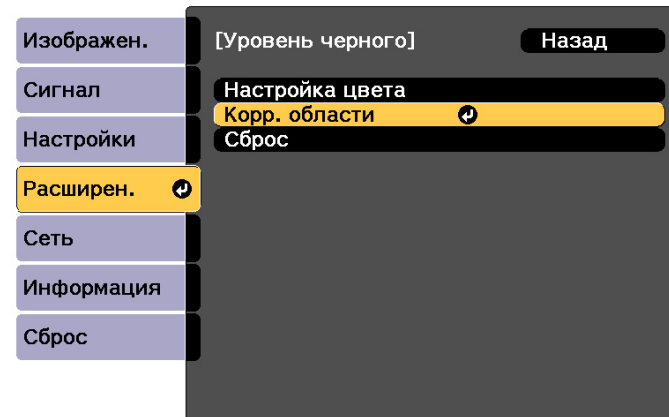 Изображен.
Сигнал
Настройки
Расширен.
Сеть
Информация
Сброс
[Уровень черного]
Назад
Настройка цвета
Корр. области
Сброс